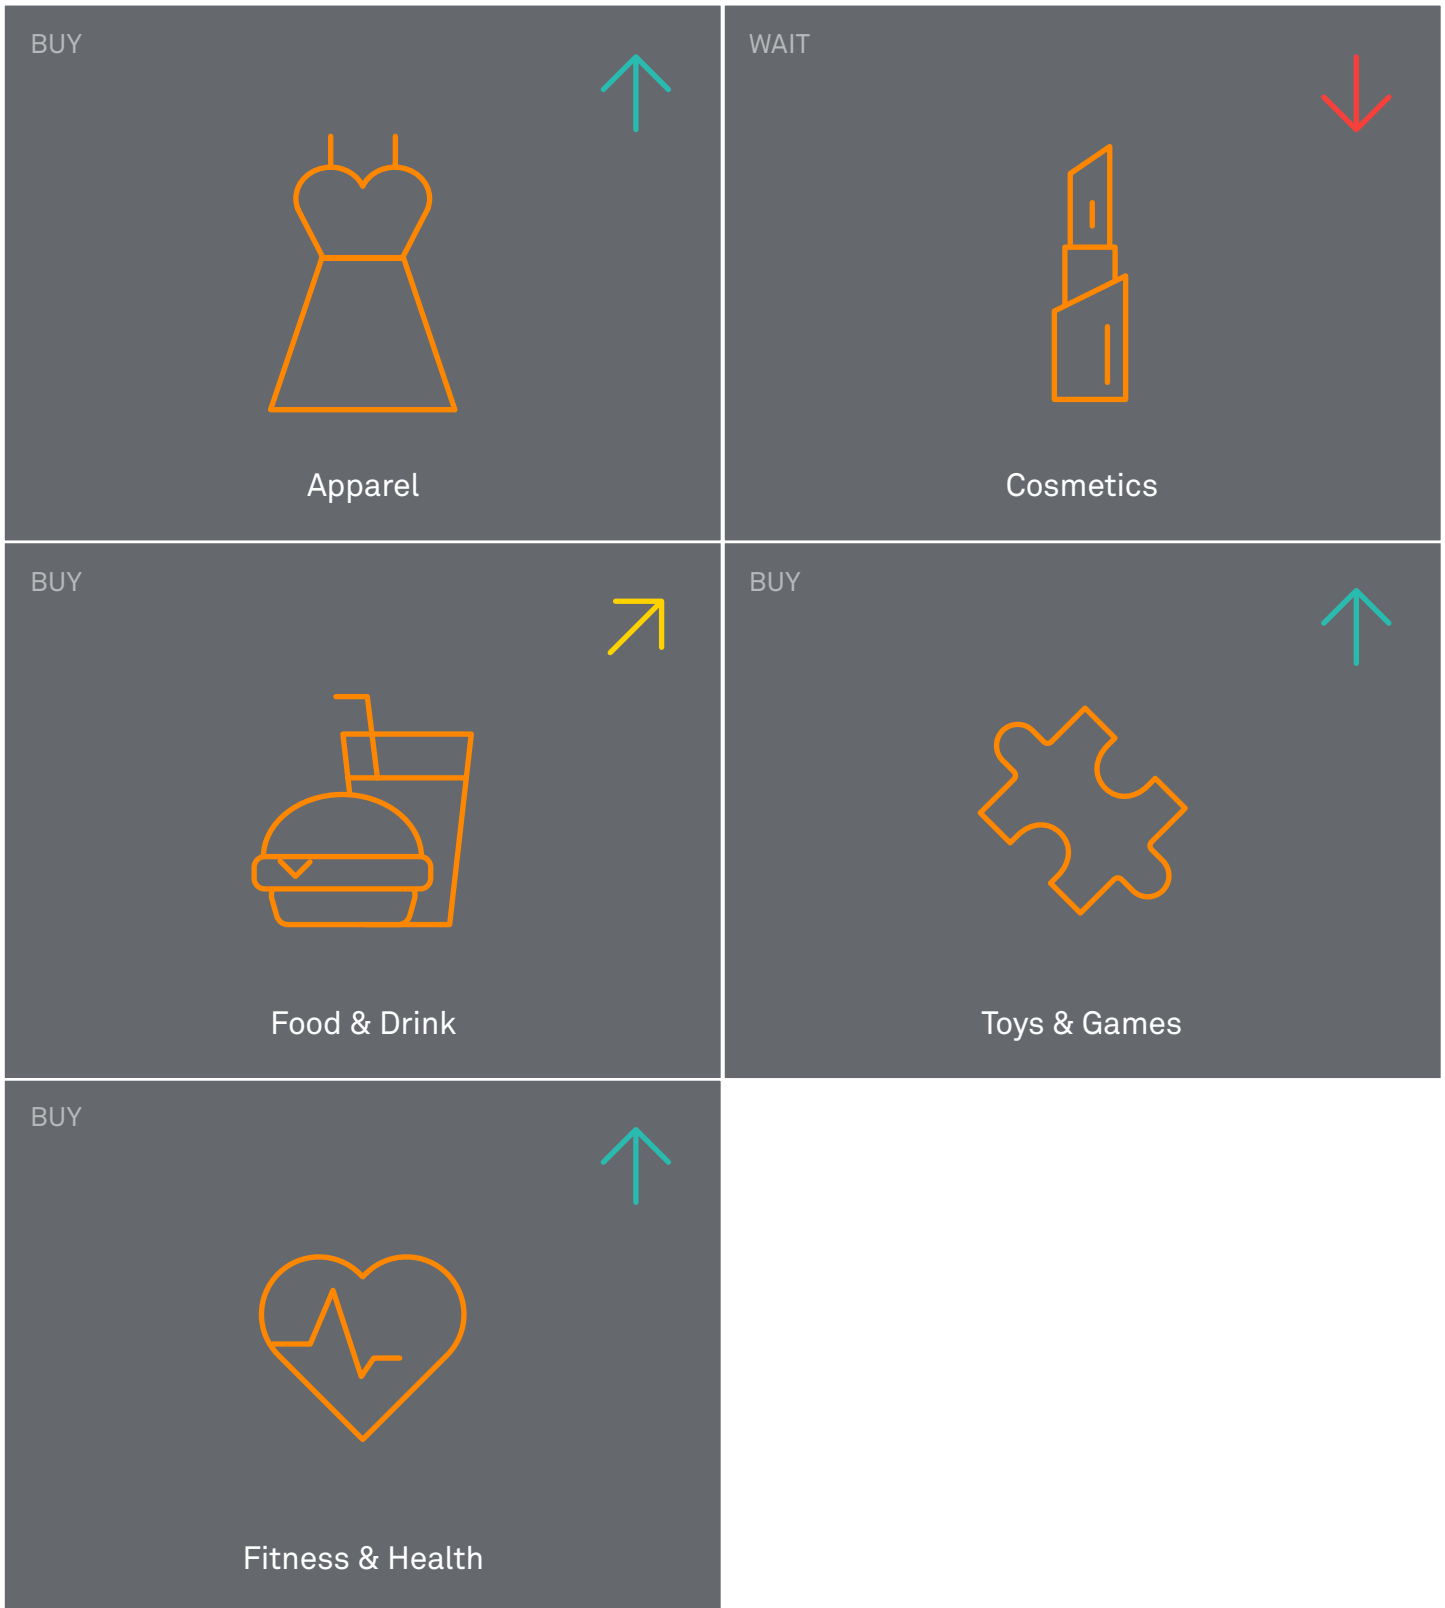 BUY
Apparel
WAIT
Cosmetics
BUY
Food & Drink
BUY
Toys & Games
BUY
Fitness & Health